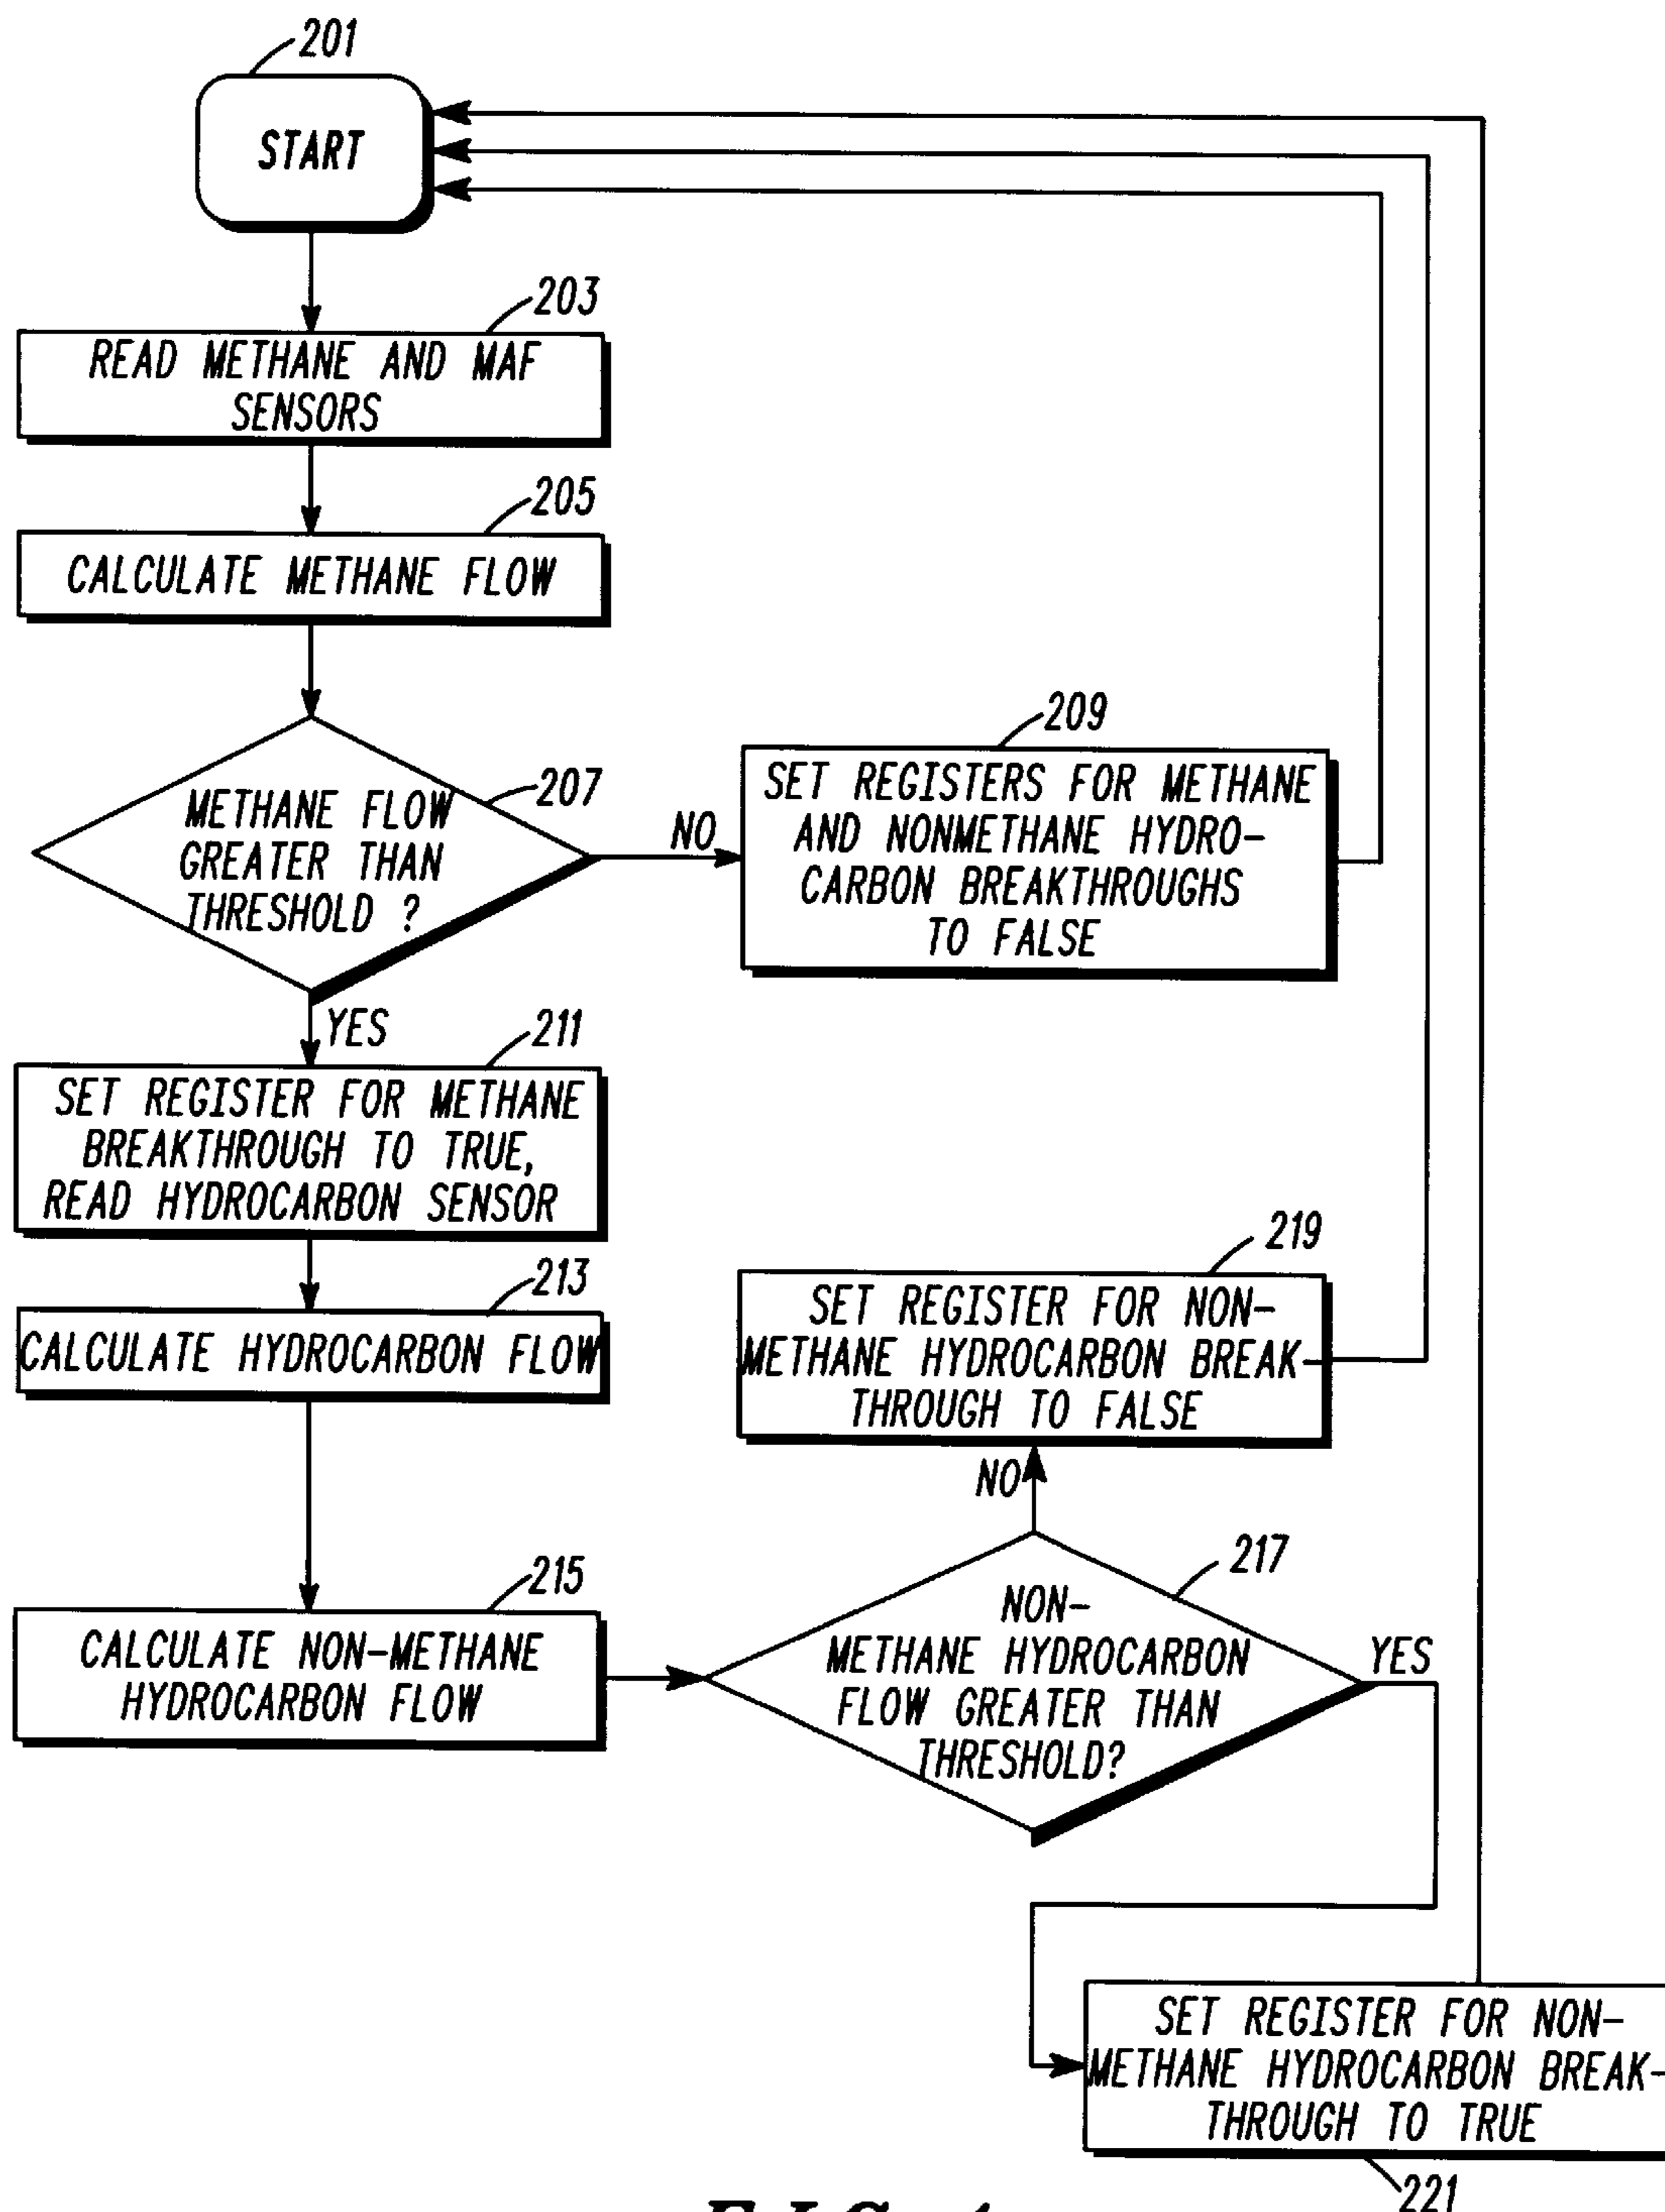 201
START
203
READ METHANE AND MAF
SENSORS
205
CALCULATE METHANE FLOW
207
METHANE FLOW
GREATER THAN
THRESHOLD ?
NO
209
SET REGISTERS FOR METHANE
AND NONMETHANE HYDRO-
CARBON BREAKTHROUGHS
TO FALSE
YES
211
SET REGISTER FOR METHANE
BREAKTHROUGH TO TRUE,
READ HYDROCARBON SENSOR
213
CALCULATE HYDROCARBON FLOW
215
CALCULATE NON-METHANE
HYDROCARBON FLOW
217
NON-
METHANE HYDROCARBON
FLOW GREATER THAN
THRESHOLD?
NO
219
SET REGISTER FOR NON-
METHANE HYDROCARBON BREAK-
THROUGH TO FALSE
YES
SET REGISTER FOR NON-
METHANE HYDROCARBON BREAK-
THROUGH TO TRUE
221